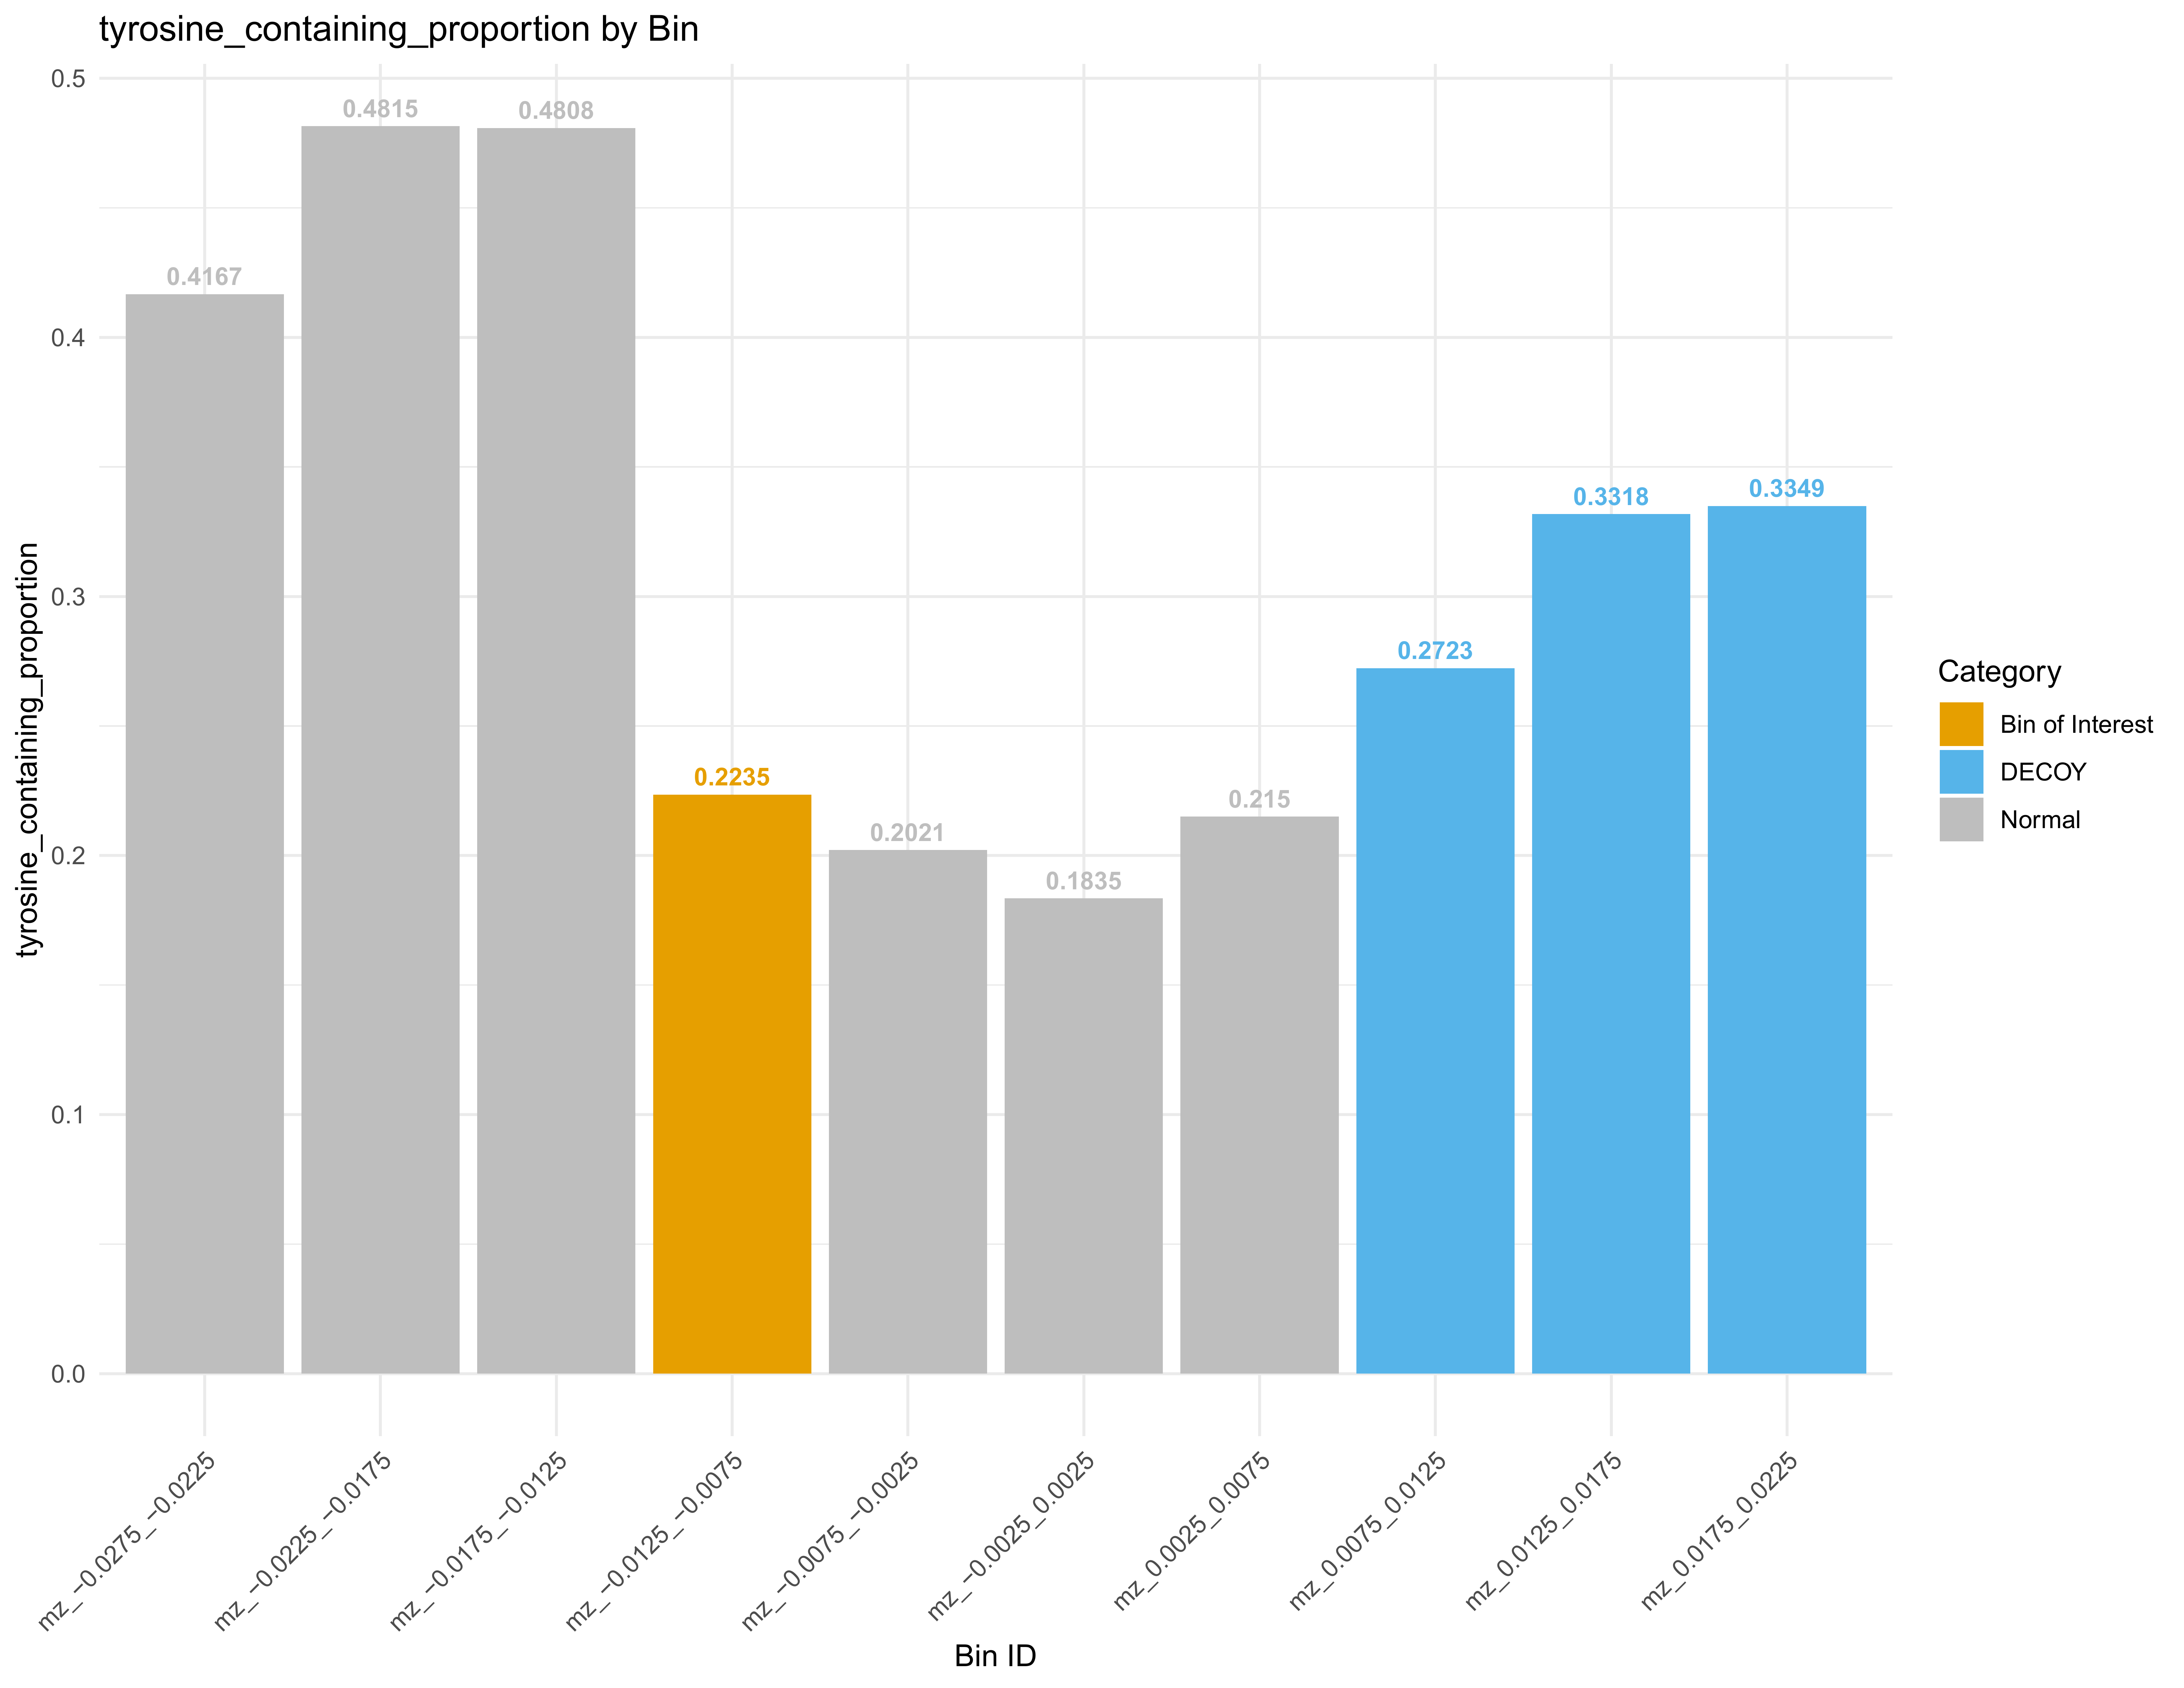 tyrosine_containing_proportion by Bin
tyrosine_containing_proportion
0.5
0.4
0.3
0.2
0.1
0.0
0.4167
0.4815
0.4808
0.2235
0.2021
0.1835
0.215
0.2723
0.3318
0.3349
mz_−0.0275_−0.0225
mz_−0.0225_−0.0175
mz_−0.0175_−0.0125
mz_−0.0125_−0.0075
mz_−0.0075_−0.0025
mz_−0.0025_0.0025
mz_0.0025_0.0075
mz_0.0075_0.0125
mz_0.0125_0.0175
mz_0.0175_0.0225
Bin ID
Category
Bin of Interest
DECOY
Normal